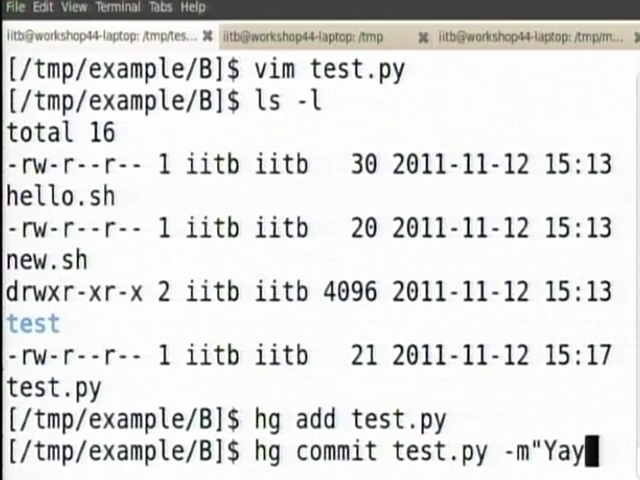 File Edit View Terminal Tabs Help
iitb@workshop44-laptop: /tmp/tes... iitb@workshop44-laptop: /tmp iitb@workshop44-laptop: /tmp/m...
[/tmp/example/B]$ vim test.py
[/tmp/example/B]$ ls -l
total 16
-rw-r--r-- 1 iitb iitb   30 2011-11-12 15:13
hello.sh
-rw-r--r-- 1 iitb iitb   20 2011-11-12 15:13
new.sh
drwxr-xr-x 2 iitb iitb 4096 2011-11-12 15:13
test
-rw-r--r-- 1 iitb iitb   21 2011-11-12 15:17
test.py
[/tmp/example/B]$ hg add test.py
[/tmp/example/B]$ hg commit test.py -m"Yay